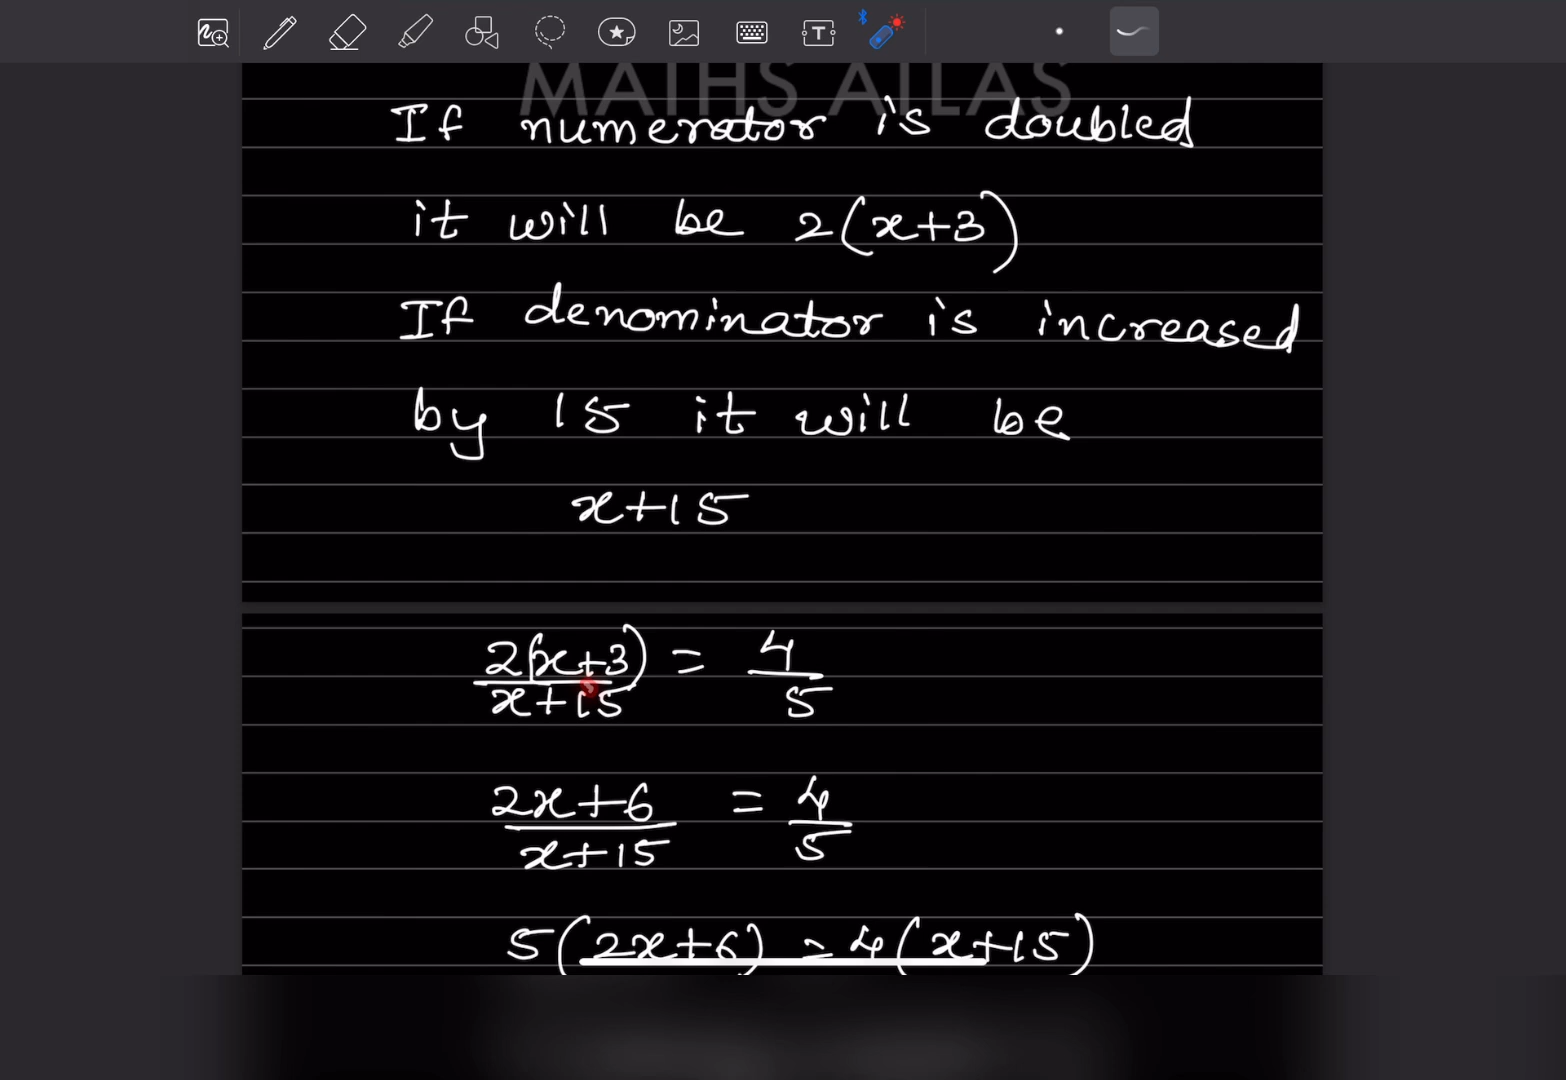 MATHS ATLAS
If numerator is doubled
it will be 2(x+3)
If denominator is increased
by 15 it will be
x+15
2(x+3) = 4
x+15 5
2x+6 = 4
x+15 5
5(2x+6) = 4(x+15)